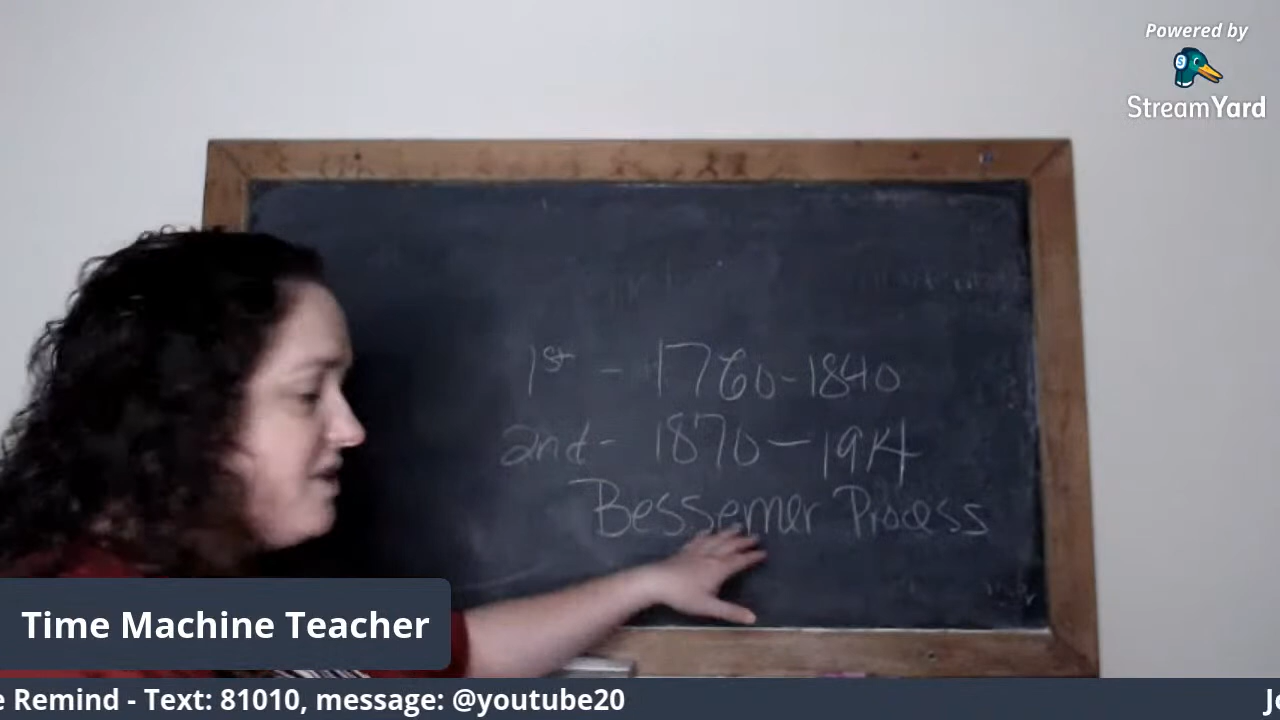 Powered by
StreamYard
1st - 1760-1840
2nd- 1870-1914
Bessemer Process
Time Machine Teacher
e Remind - Text: 81010, message: @youtube20
Jo